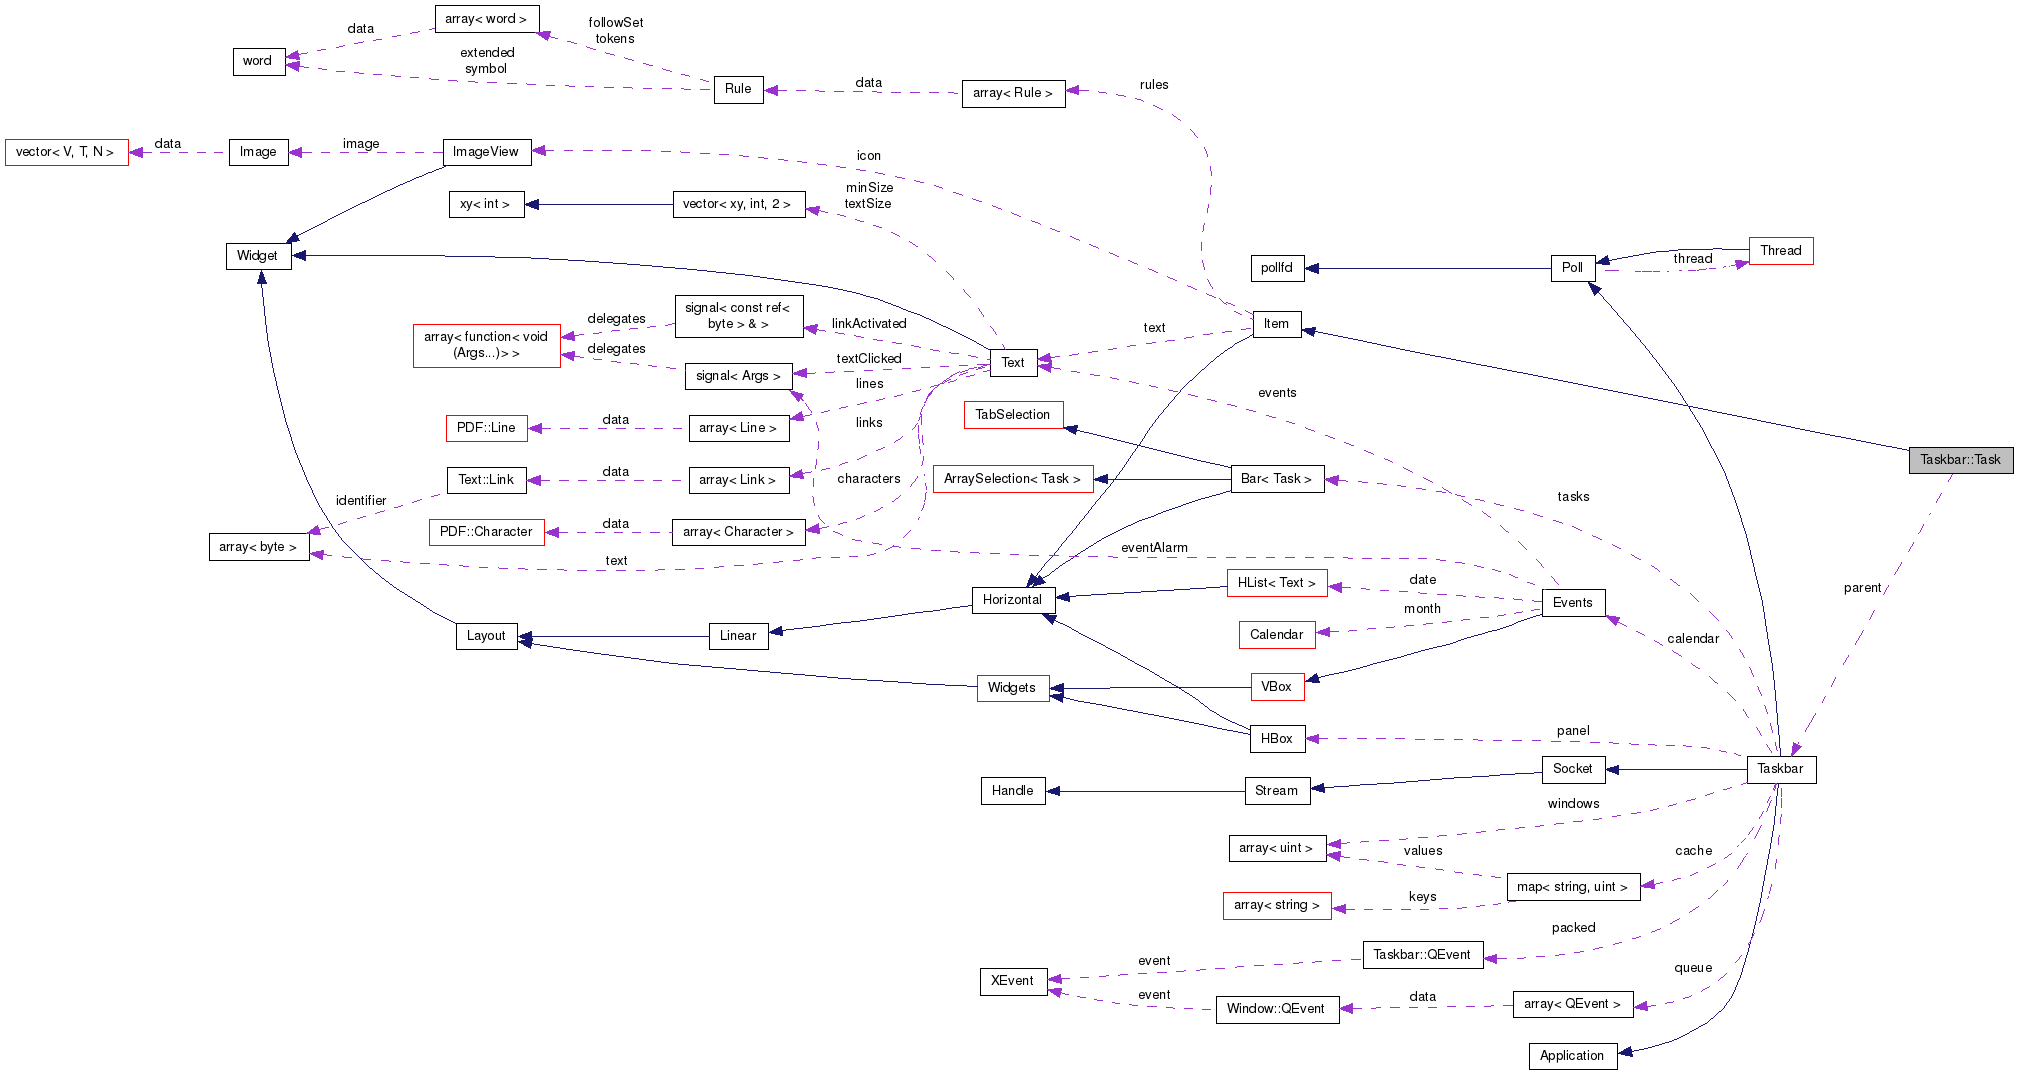 array< word >
followSet
tokens
data
word
extended
symbol
Rule
data
array< Rule >
rules
vector< V, T, N >
data
Image
image
ImageView
icon
xy< int >
vector< xy, int, 2 >
minSize
textSize
Widget
pollfd
Poll
thread
Thread
signal< const ref<
byte > & >
delegates
array< function< void
(Args...)> >
delegates
linkActivated
signal< Args >
textClicked
Text
text
Item
lines
events
PDF::Line
data
array< Line >
links
TabSelection
Taskbar::Task
Text::Link
data
array< Link >
characters
ArraySelection< Task >
Bar< Task >
tasks
identifier
PDF::Character
data
array< Character >
array< byte >
text
eventAlarm
HList< Text >
date
Events
parent
Horizontal
month
Calendar
calendar
Layout
Linear
Widgets
VBox
HBox
panel
Handle
Stream
Socket
Taskbar
windows
array< uint >
values
cache
map< string, uint >
array< string >
keys
packed
Taskbar::QEvent
event
XEvent
queue
event
Window::QEvent
data
array< QEvent >
Application